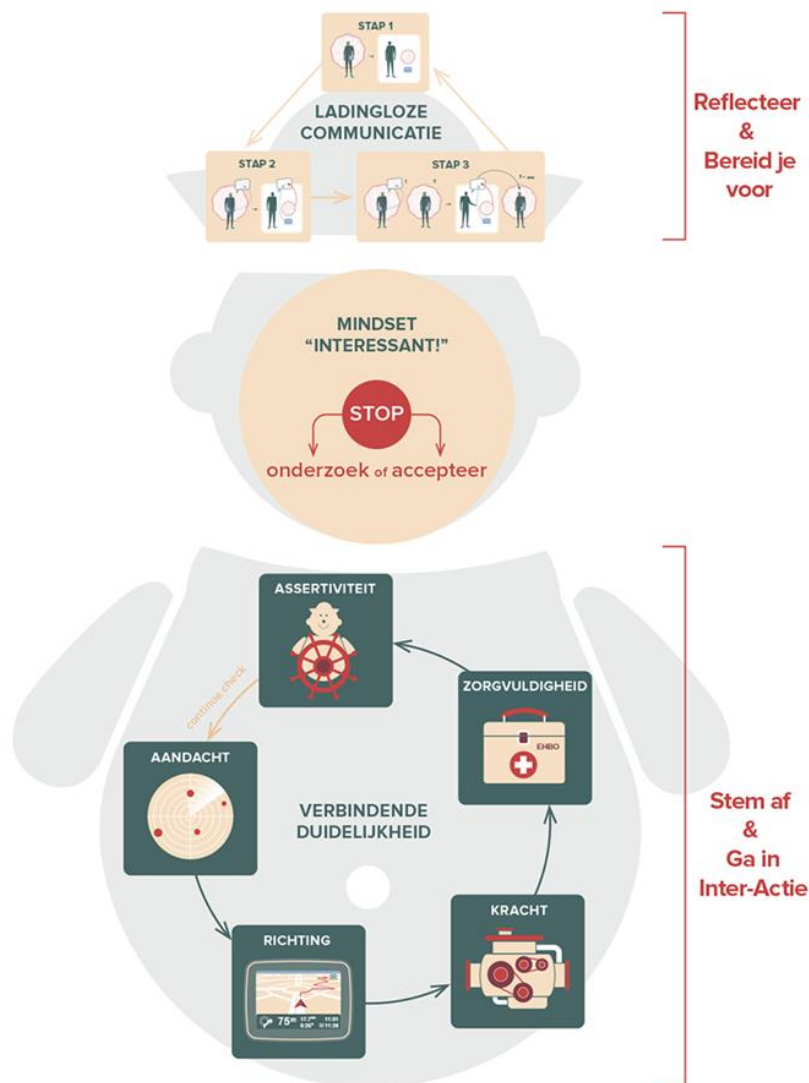 STAP 1
LADINGLOZE
COMMUNICATIE
STAP 2
STAP 3
Reflecteer
&
Bereid je
voor
MINDSET
“INTERESSANT!”
STOP
onderzoek of accepteer
ASSERTIVITEIT
continue check
ZORGVULDIGHEID
EHBO
AANDACHT
VERBINDENDE
DUIDELIJKHEID
RICHTING
75
KRACHT
Stem af
&
Ga in
Inter-Actie